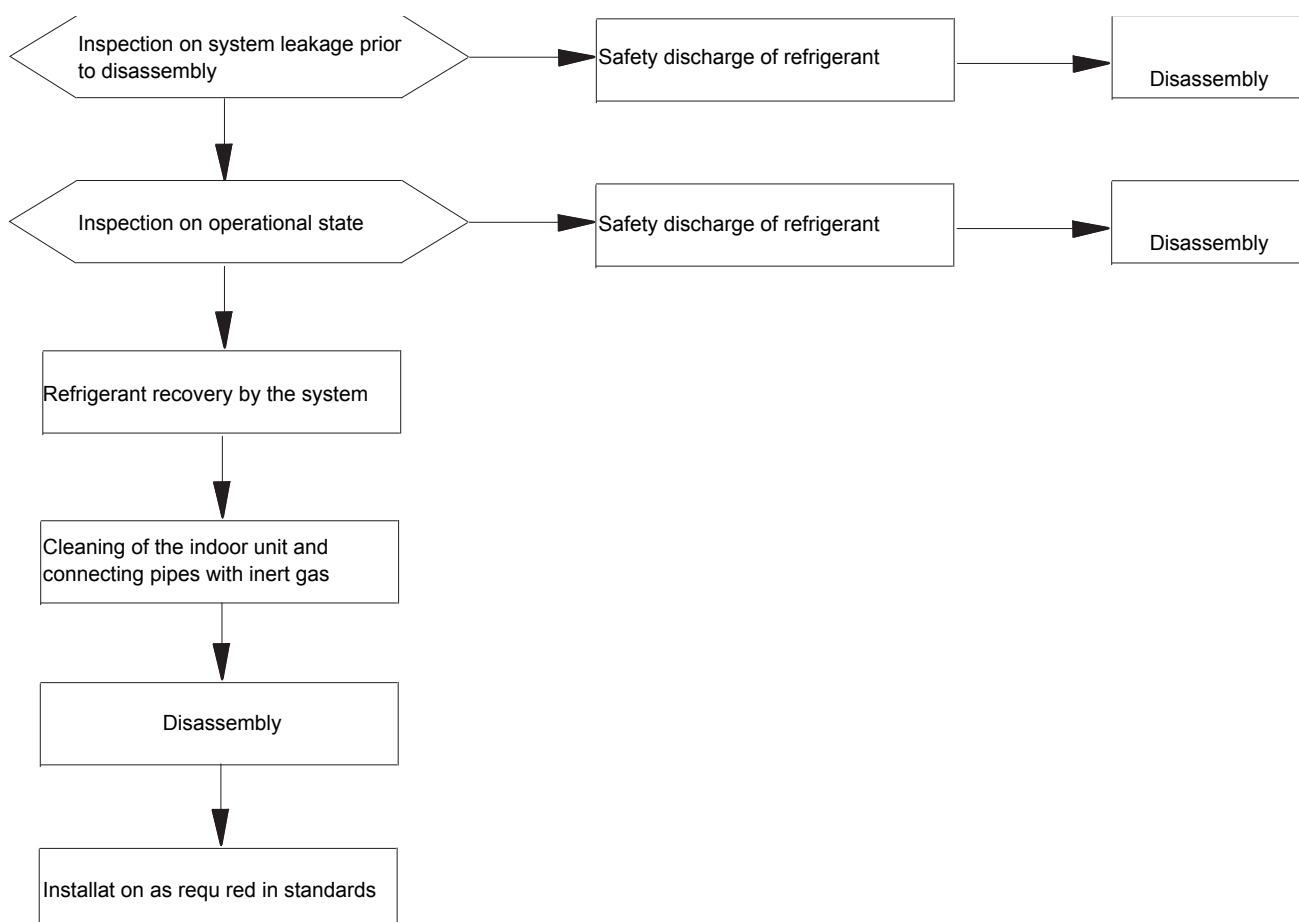 Inspection on system leakage prior
to disassembly
Safety discharge of refrigerant
Disassembly
Inspection on operational state
Safety discharge of refrigerant
Disassembly
Refrigerant recovery by the system
Cleaning of the indoor unit and
connecting pipes with inert gas
Disassembly
Installat on as requ red in standards